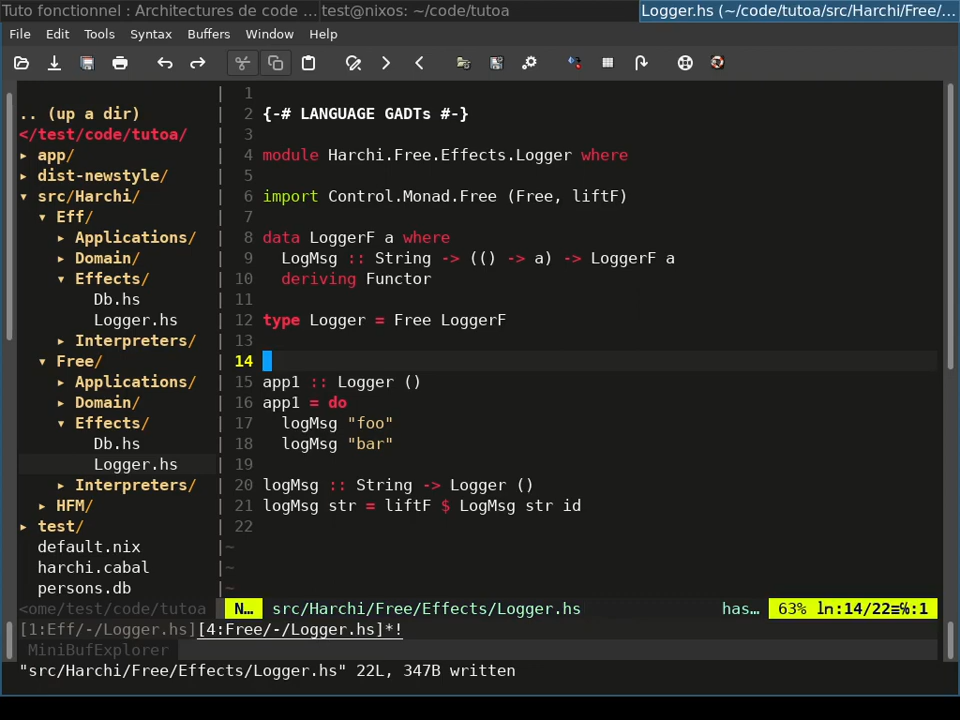 Tuto fonctionnel : Architectures de code ... test@nixos: ~/code/tutoa Logger.hs (~/code/tutoa/src/Harchi/Free/...
File Edit Tools Syntax Buffers Window Help
.. (up a dir)
</test/code/tutoa/
▸ app/
▸ dist-newstyle/
▾ src/Harchi/
▾ Eff/
▸ Applications/
▸ Domain/
▾ Effects/
Db.hs
Logger.hs
▸ Interpreters/
▾ Free/
▸ Applications/
▸ Domain/
▾ Effects/
Db.hs
Logger.hs
▸ Interpreters/
▸ HFM/
▸ test/
default.nix
harchi.cabal
persons.db
<ome/test/code/tutoa
1
2 {-# LANGUAGE GADTs #-}
3
4 module Harchi.Free.Effects.Logger where
5
6 import Control.Monad.Free (Free, liftF)
7
8 data LoggerF a where
9   LogMsg :: String -> (() -> a) -> LoggerF a
10   deriving Functor
11
12 type Logger = Free LoggerF
13
14
15 app1 :: Logger ()
16 app1 = do
17   logMsg "foo"
18   logMsg "bar"
19
20 logMsg :: String -> Logger ()
21 logMsg str = liftF $ LogMsg str id
22
~
~
~
N... src/Harchi/Free/Effects/Logger.hs has... 63% ln:14/22≡%:1
[1:Eff/-/Logger.hs][4:Free/-/Logger.hs]*!
MiniBufExplorer
"src/Harchi/Free/Effects/Logger.hs" 22L, 347B written